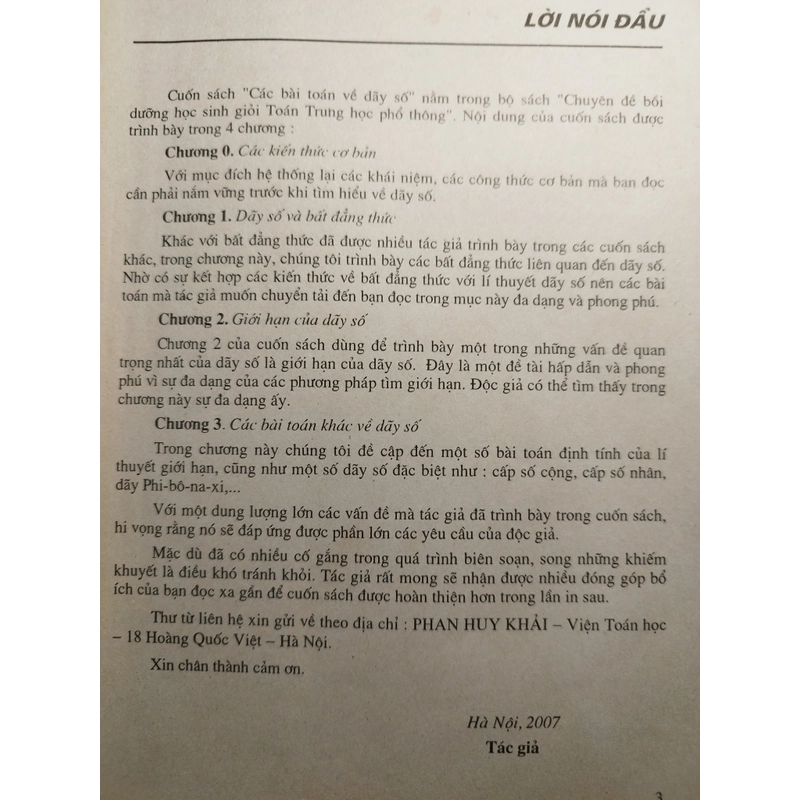 LỜI NÓI ĐẦU
Cuốn sách "Các bài toán về dãy số" nằm trong bộ sách "Chuyên đề bồi
dưỡng học sinh giỏi Toán Trung học phổ thông". Nội dung của cuốn sách được
trình bày trong 4 chương :
Chương 0. Các kiến thức cơ bản
Với mục đích hệ thống lại các khái niệm, các công thức cơ bản mà bạn đọc
cần phải nắm vững trước khi tìm hiểu về dãy số.
Chương 1. Dãy số và bất đẳng thức
Khác với bất đẳng thức đã được nhiều tác giả trình bày trong các cuốn sách
khác, trong chương này, chúng tôi trình bày các bất đẳng thức liên quan đến dãy số.
Nhờ có sự kết hợp các kiến thức về bất đẳng thức với lí thuyết dãy số nên các bài
toán mà tác giả muốn chuyển tải đến bạn đọc trong mục này đa dạng và phong phú.
Chương 2. Giới hạn của dãy số
Chương 2 của cuốn sách dùng để trình bày một trong những vấn đề quan
trọng nhất của dãy số là giới hạn của dãy số. Đây là một đề tài hấp dẫn và phong
phú vì sự đa dạng của các phương pháp tìm giới hạn. Độc giả có thể tìm thấy trong
chương này sự đa dạng ấy.
Chương 3. Các bài toán khác về dãy số
Trong chương này chúng tôi đề cập đến một số bài toán định tính của lí
thuyết giới hạn, cũng như một số dãy số đặc biệt như : cấp số cộng, cấp số nhân,
dãy Phi-bô-na-xi,...
Với một dung lượng lớn các vấn đề mà tác giả đã trình bày trong cuốn sách,
hi vọng rằng nó sẽ đáp ứng được phần lớn các yêu cầu của độc giả.
Mặc dù đã có nhiều cố gắng trong quá trình biên soạn, song những khiếm
khuyết là điều khó tránh khỏi. Tác giả rất mong sẽ nhận được nhiều đóng góp bổ
ích của bạn đọc xa gần để cuốn sách được hoàn thiện hơn trong lần in sau.
Thư từ liên hệ xin gửi về theo địa chỉ : PHAN HUY KHẢI – Viện Toán học
– 18 Hoàng Quốc Việt – Hà Nội.
Xin chân thành cảm ơn.
Hà Nội, 2007
Tác giả
3